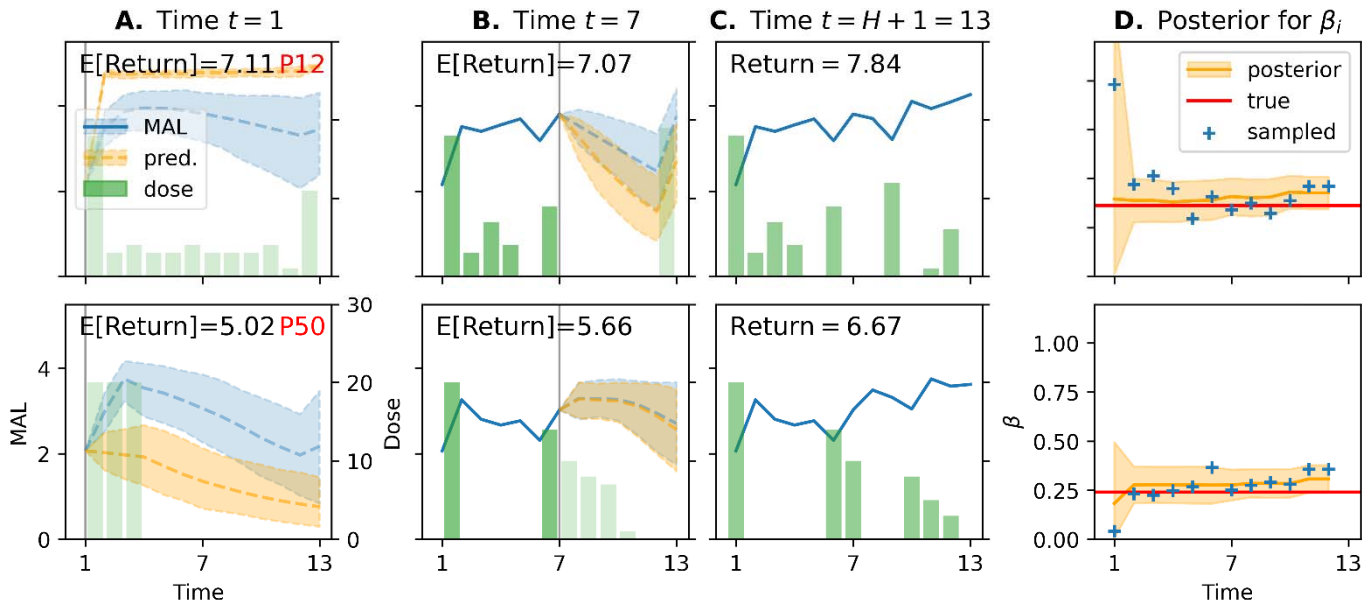 A. Time t = 1
B. Time t = 7
C. Time t = H + 1 = 13
D. Posterior for βi
E[Return]=7.11 P12
MAL
pred.
dose
E[Return]=7.07
Return = 7.84
posterior
true
sampled
E[Return]=5.02 P50
E[Return]=5.66
Return = 6.67
MAL
4
2
0
30
20
10
0
Dose
β
1.00
0.75
0.50
0.25
0.00
1 7 13
1 7 13
1 7 13
1 7 13
Time
Time